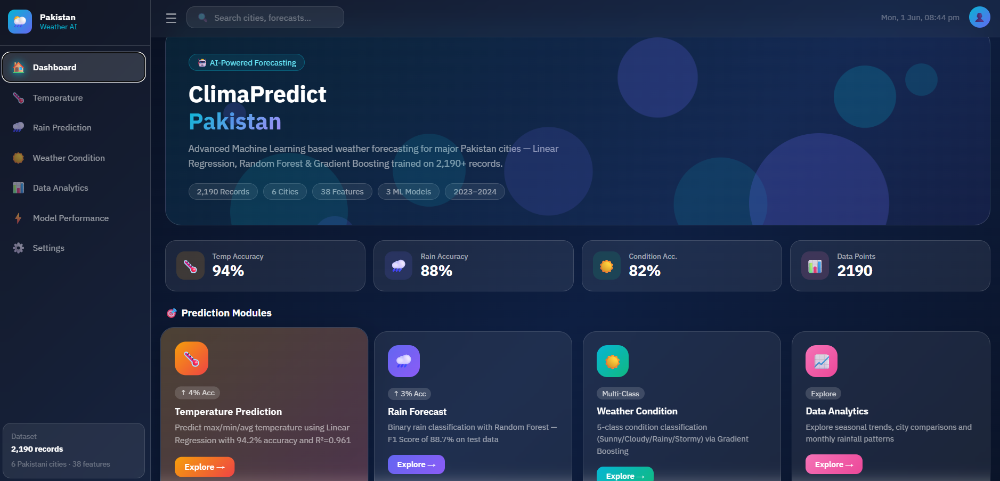 Pakistan
Weather AI
Dashboard
Temperature
Rain Prediction
Weather Condition
Data Analytics
Model Performance
Settings
Dataset
2,190 records
6 Pakistani cities · 38 features
Search cities, forecasts...
Mon, 1 Jun, 08:44 pm
AI-Powered Forecasting
ClimaPredict
Pakistan
Advanced Machine Learning based weather forecasting for major Pakistan cities — Linear
Regression, Random Forest & Gradient Boosting trained on 2,190+ records.
2,190 Records
6 Cities
38 Features
3 ML Models
2023–2024
Temp Accuracy
94%
Rain Accuracy
88%
Condition Acc.
82%
Data Points
2190
Prediction Modules
↑ 4% Acc
Temperature Prediction
Predict max/min/avg temperature using Linear
Regression with 94.2% accuracy and R²=0.961
Explore →
↑ 3% Acc
Rain Forecast
Binary rain classification with Random Forest —
F1 Score of 88.7% on test data
Explore →
Multi-Class
Weather Condition
5-class condition classification
(Sunny/Cloudy/Rainy/Stormy) via Gradient
Boosting
Explore →
Explore
Data Analytics
Explore seasonal trends, city comparisons and
monthly rainfall patterns
Explore →